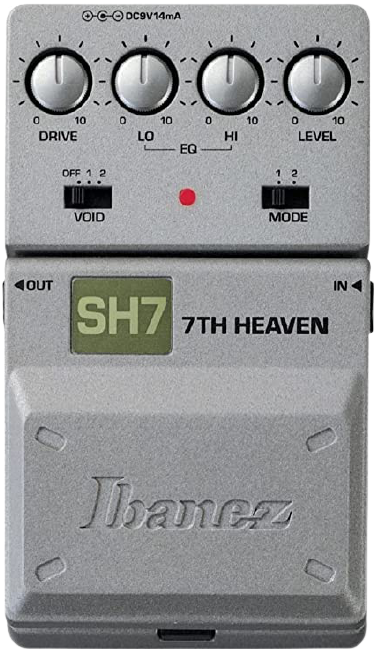 DC9V14mA
0 10 0 10 0 10 0 10
DRIVE LO HI LEVEL
EQ
OFF 1 2 1 2
VOID MODE
OUT IN
SH7 7TH HEAVEN
Ibanez